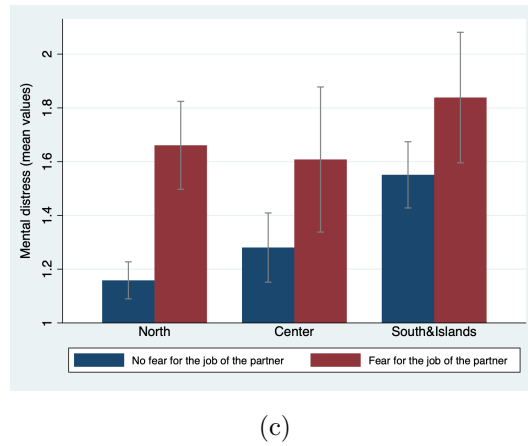 Mental distress (mean values)
2
1.8
1.6
1.4
1.2
1
North Center South&Islands
No fear for the job of the partner Fear for the job of the partner
(c)